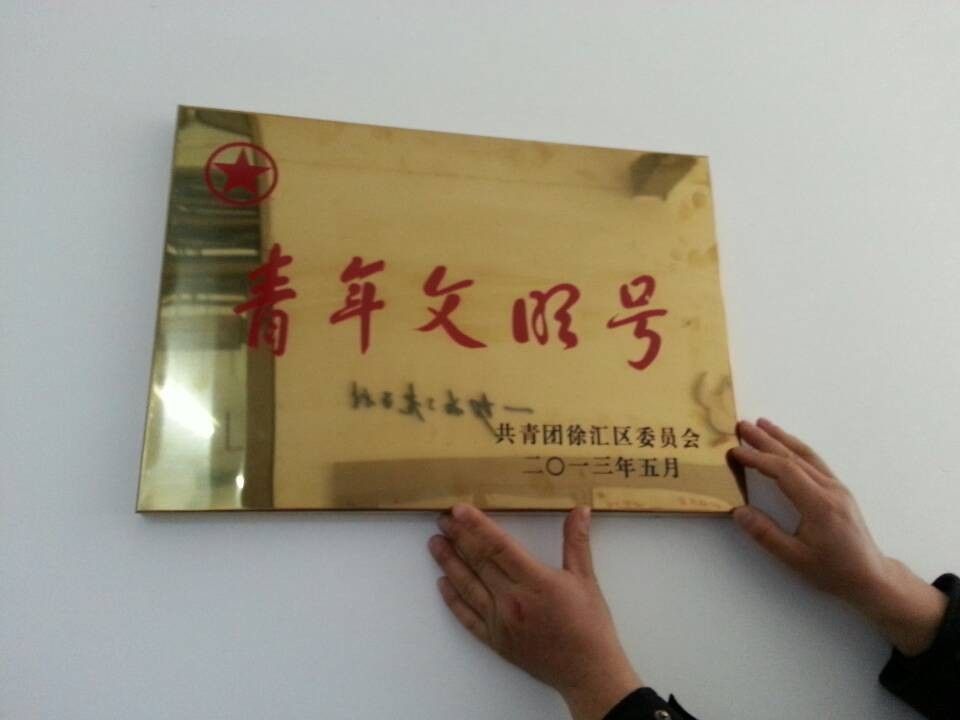 青年文明号
共青团徐汇区委员会
二〇一三年五月